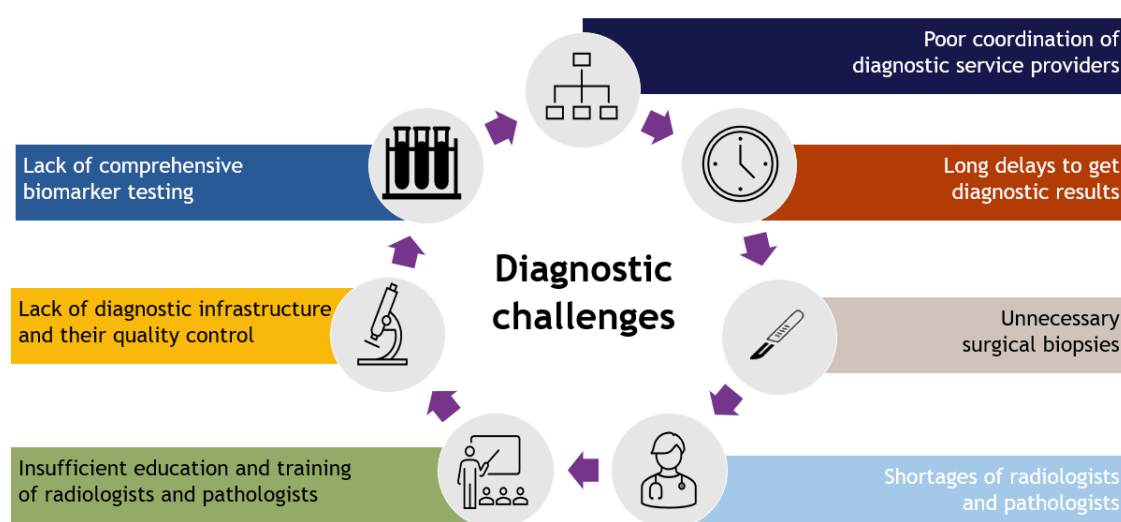 Poor coordination of
diagnostic service providers
Long delays to get
diagnostic results
Unnecessary
surgical biopsies
Shortages of radiologists
and pathologists
Insufficient education and training
of radiologists and pathologists
Lack of diagnostic infrastructure
and their quality control
Lack of comprehensive
biomarker testing
Diagnostic
challenges